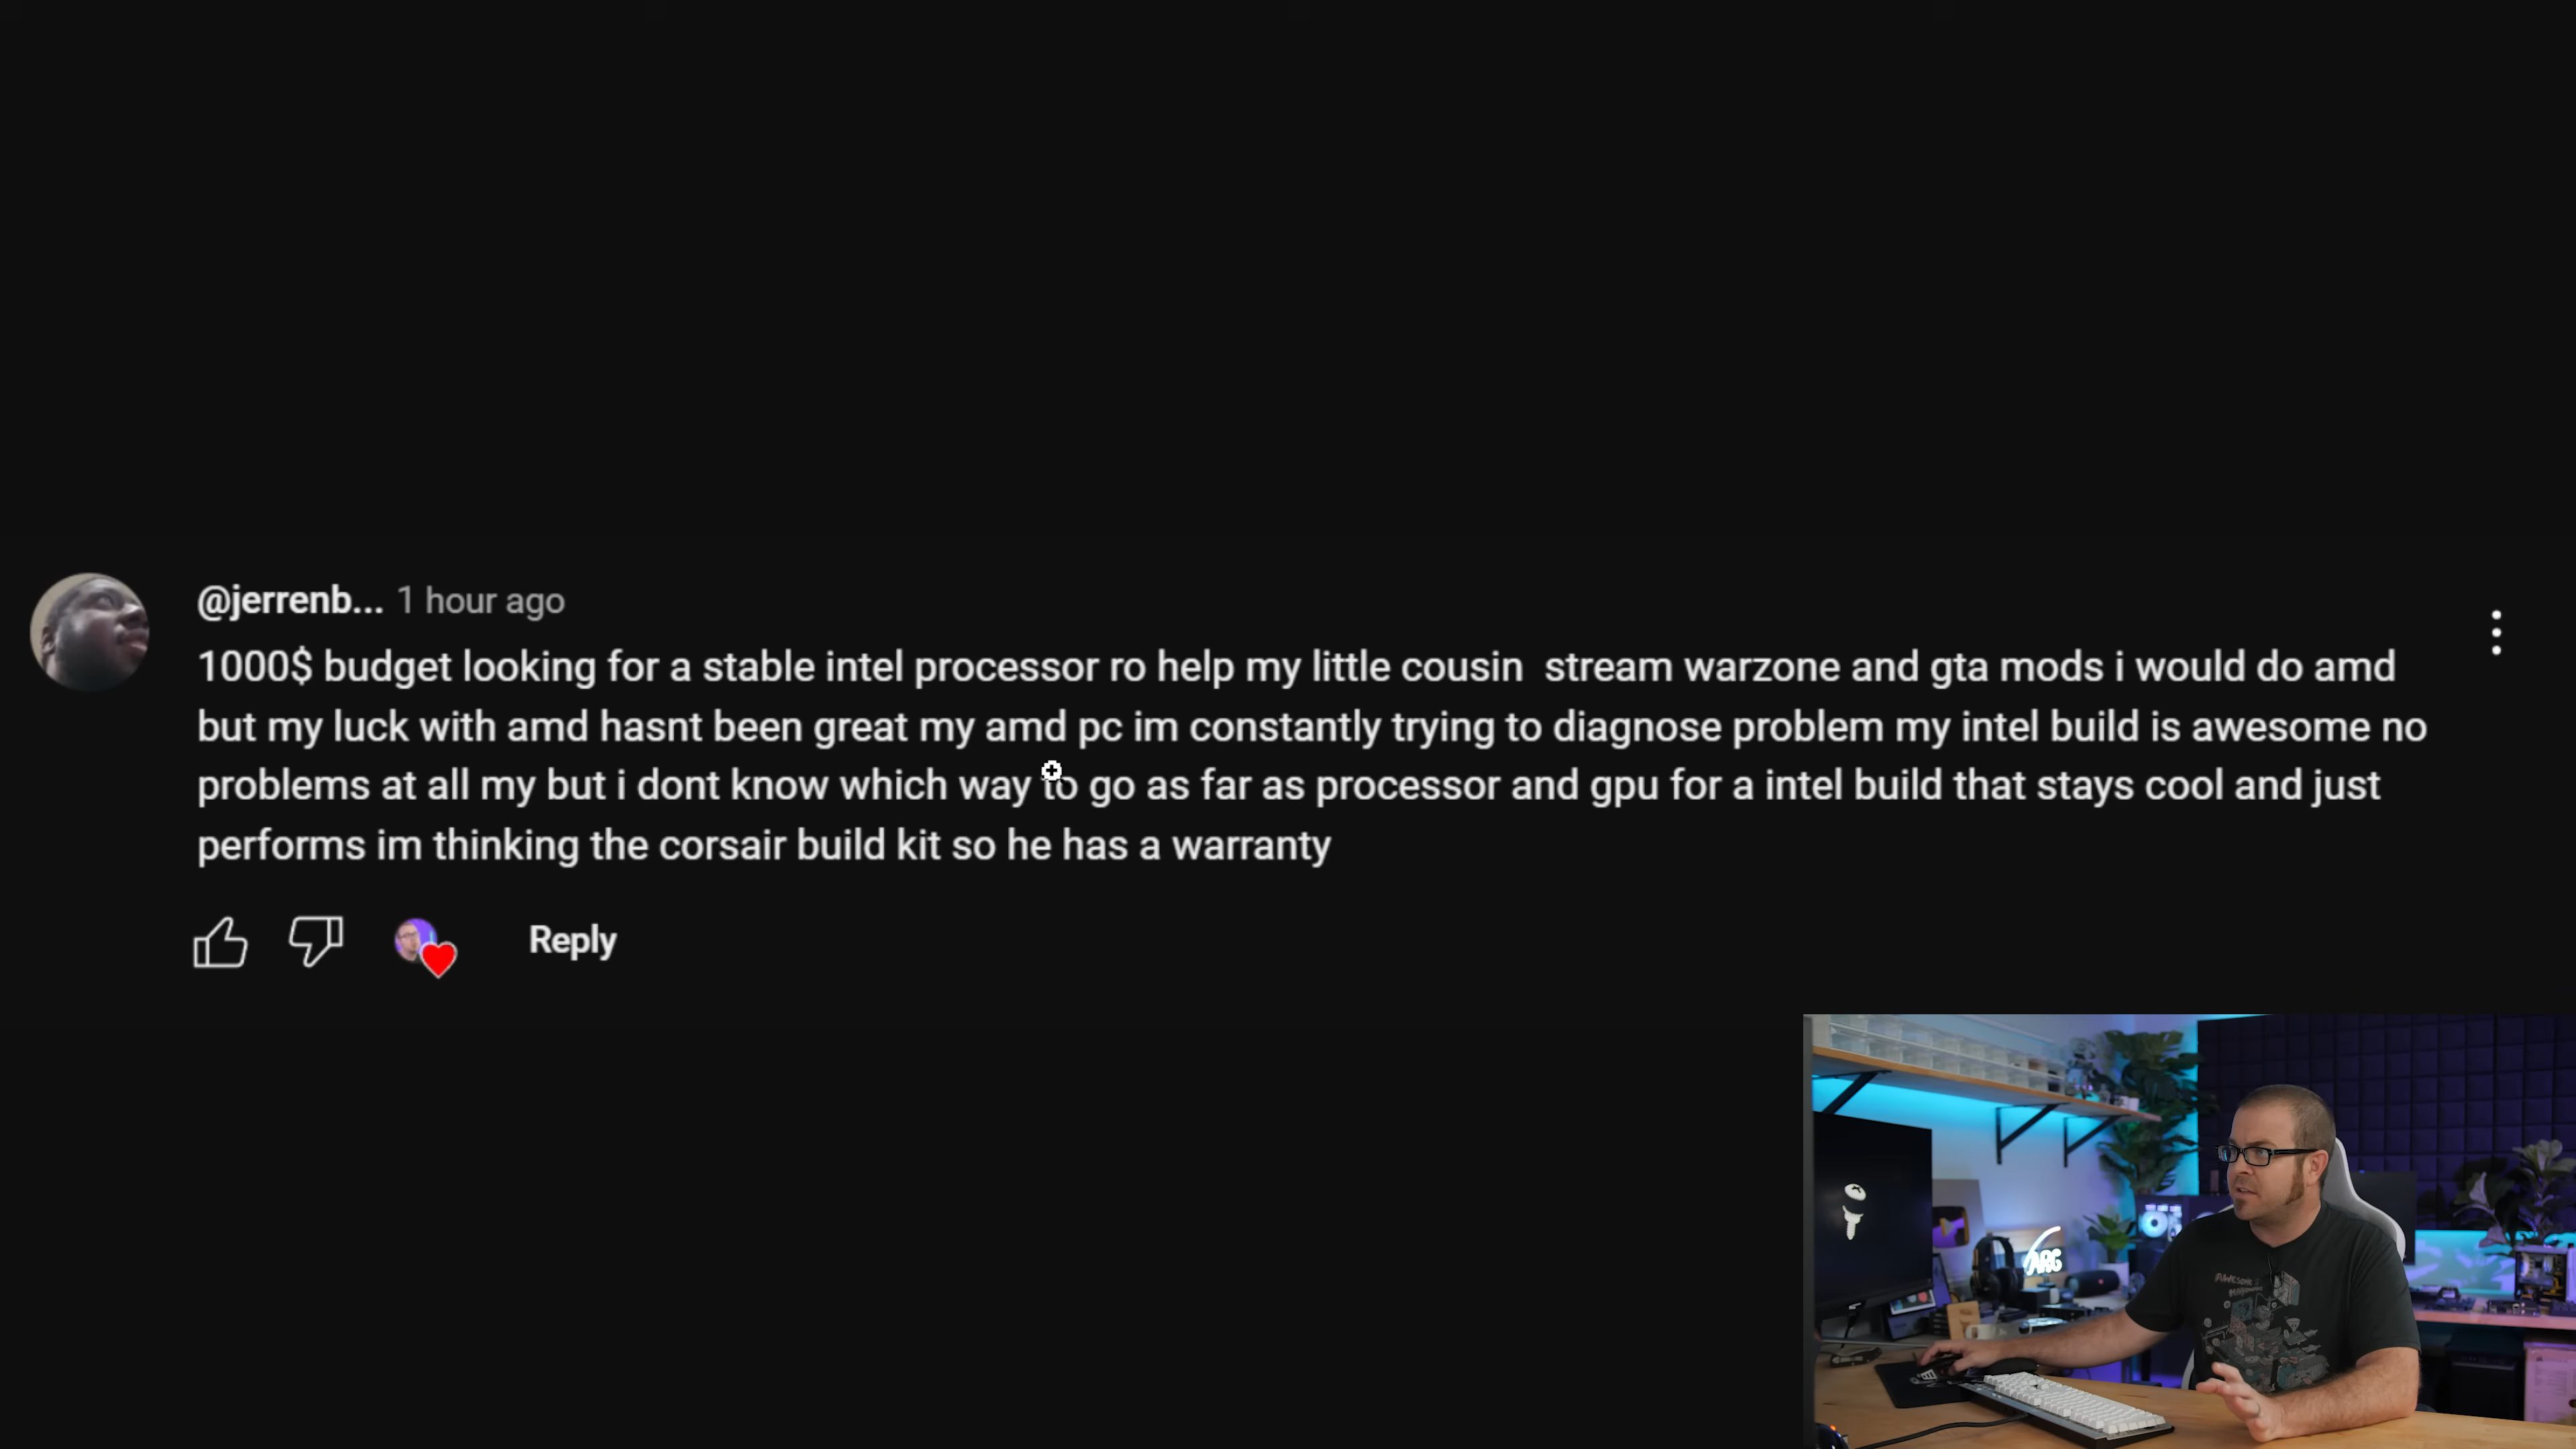 @jerrenb... 1 hour ago
1000$ budget looking for a stable intel processor ro help my little cousin  stream warzone and gta mods i would do amd
but my luck with amd hasnt been great my amd pc im constantly trying to diagnose problem my intel build is awesome no
problems at all my but i dont know which way to go as far as processor and gpu for a intel build that stays cool and just
performs im thinking the corsair build kit so he has a warranty
Reply
ARC